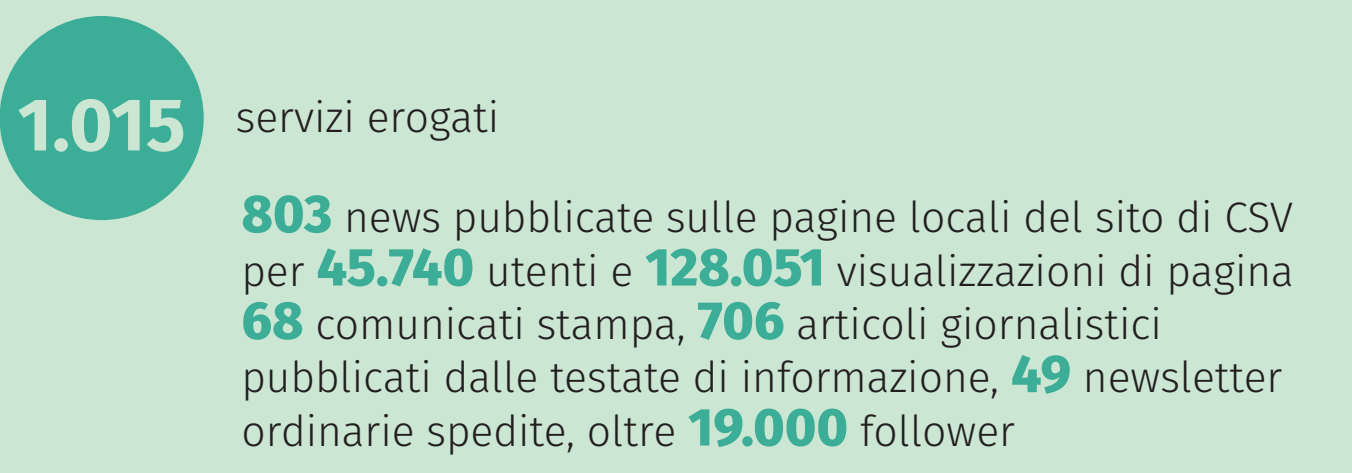 1.015
servizi erogati
803 news pubblicate sulle pagine locali del sito di CSV
per 45.740 utenti e 128.051 visualizzazioni di pagina
68 comunicati stampa, 706 articoli giornalistici
pubblicati dalle testate di informazione, 49 newsletter
ordinarie spedite, oltre 19.000 follower